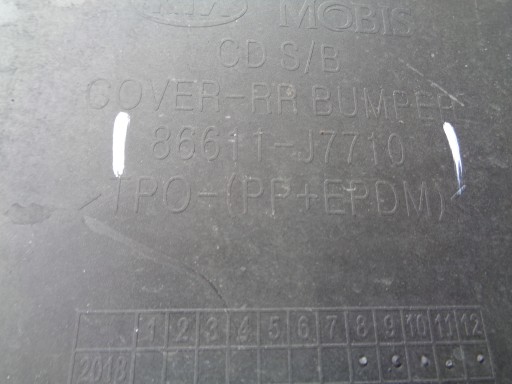 KIA MOBIS
CD S/B
COVER-RR BUMPER
86611-J7710
>TPO-(PP+EPDM)<
1 2 3 4 5 6 7 8 9 10 11 12
2018